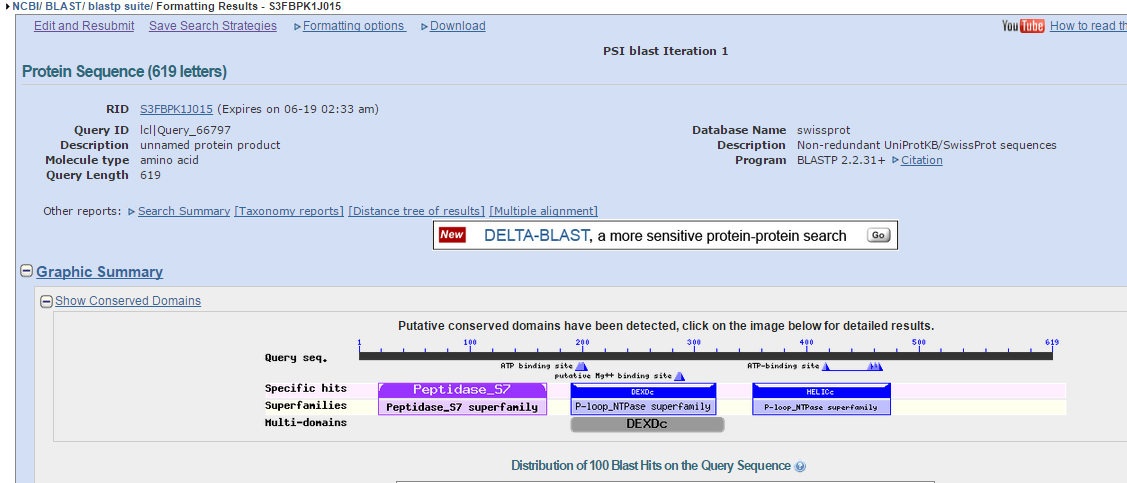 NCBI/ BLAST/ blastp suite/ Formatting Results - S3FBPK1J015
Edit and Resubmit Save Search Strategies Formatting options Download YouTube How to read th
PSI blast Iteration 1
Protein Sequence (619 letters)
RID S3FBPK1J015 (Expires on 06-19 02:33 am)
Query ID lcl|Query_66797 Database Name swissprot
Description unnamed protein product Description Non-redundant UniProtKB/SwissProt sequences
Molecule type amino acid Program BLASTP 2.2.31+ Citation
Query Length 619
Other reports: Search Summary [Taxonomy reports] [Distance tree of results] [Multiple alignment]
New DELTA-BLAST, a more sensitive protein-protein search Go
Graphic Summary
Show Conserved Domains
Putative conserved domains have been detected, click on the image below for detailed results.
1 100 200 300 400 500 619
Query seq.
ATP binding site ATP-binding site
putative Mg++ binding site
Specific hits Peptidase_S7 DEXDc HELICc
Superfamilies Peptidase_S7 superfamily P-loop_NTPase superfamily P-loop_NTPase superfamily
Multi-domains DEXDc
Distribution of 100 Blast Hits on the Query Sequence